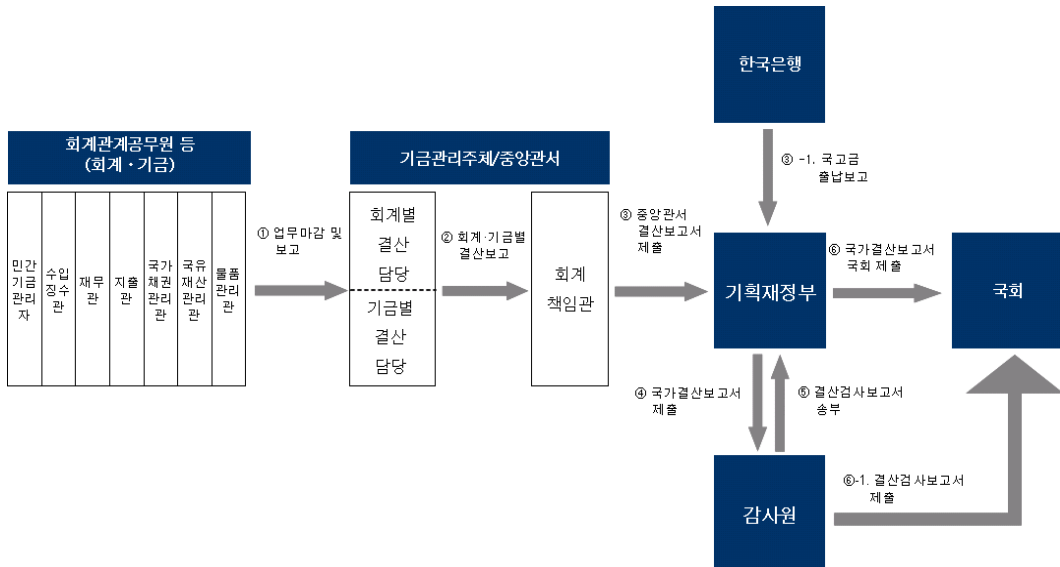 한국은행
회계관계공무원 등
(회계 · 기금)
기금관리주체/중앙관서
③ -1. 국고금
출납보고
민간
기금
관리
자
수입
징수
관
재무
관
지출
관
국가
채권
관리
관
국유
재산
관리
관
물품
관리
관
① 업무마감 및
보고
회계별
결산
담당
기금별
결산
담당
② 회계·기금별
결산보고
회계
책임관
③ 중앙관서
결산보고서
제출
기획재정부
⑥ 국가결산보고서
국회 제출
국회
④ 국가결산보고서
제출
⑤ 결산검사보고서
송부
감사원
⑥-1. 결산검사보고서
제출